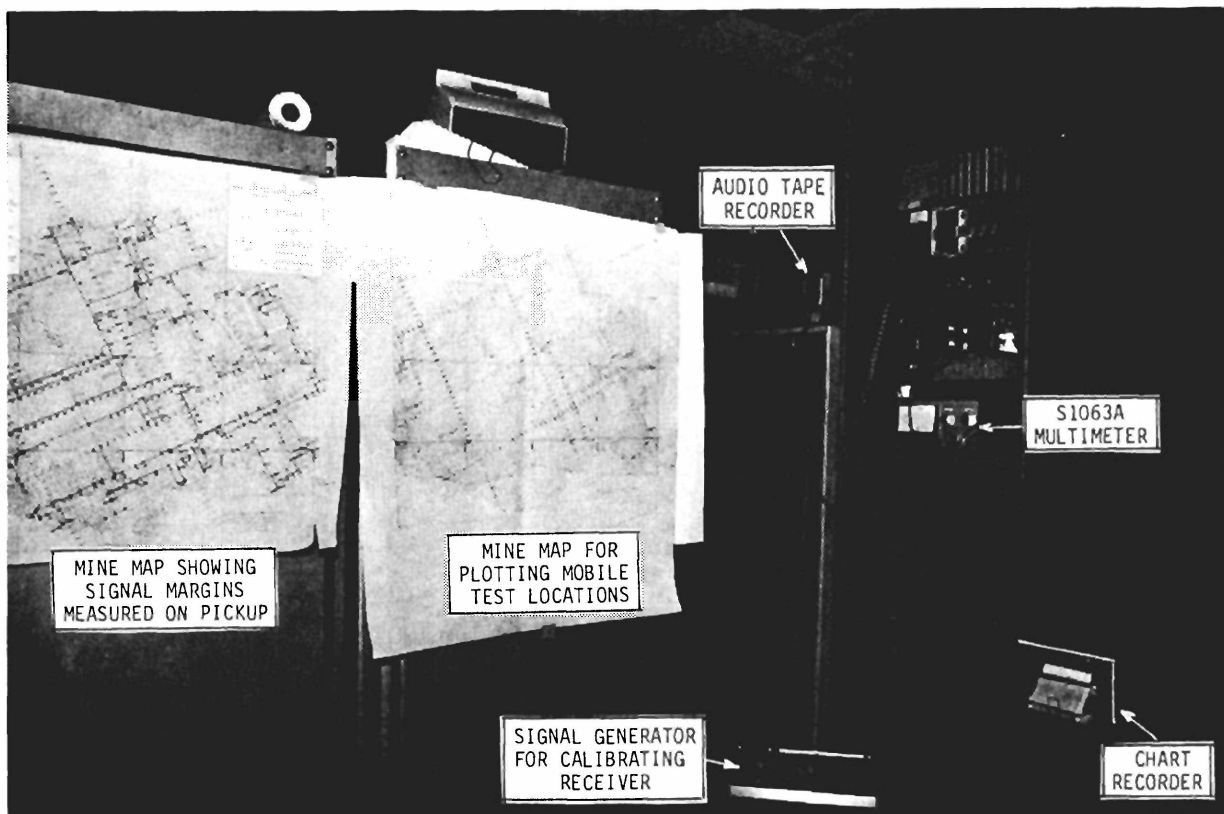 AUDIO TAPE
RECORDER
S1063A
MULTIMETER
MINE MAP SHOWING
SIGNAL MARGINS
MEASURED ON PICKUP
MINE MAP FOR
PLOTTING MOBILE
TEST LOCATIONS
SIGNAL GENERATOR
FOR CALIBRATING
RECEIVER
CHART
RECORDER